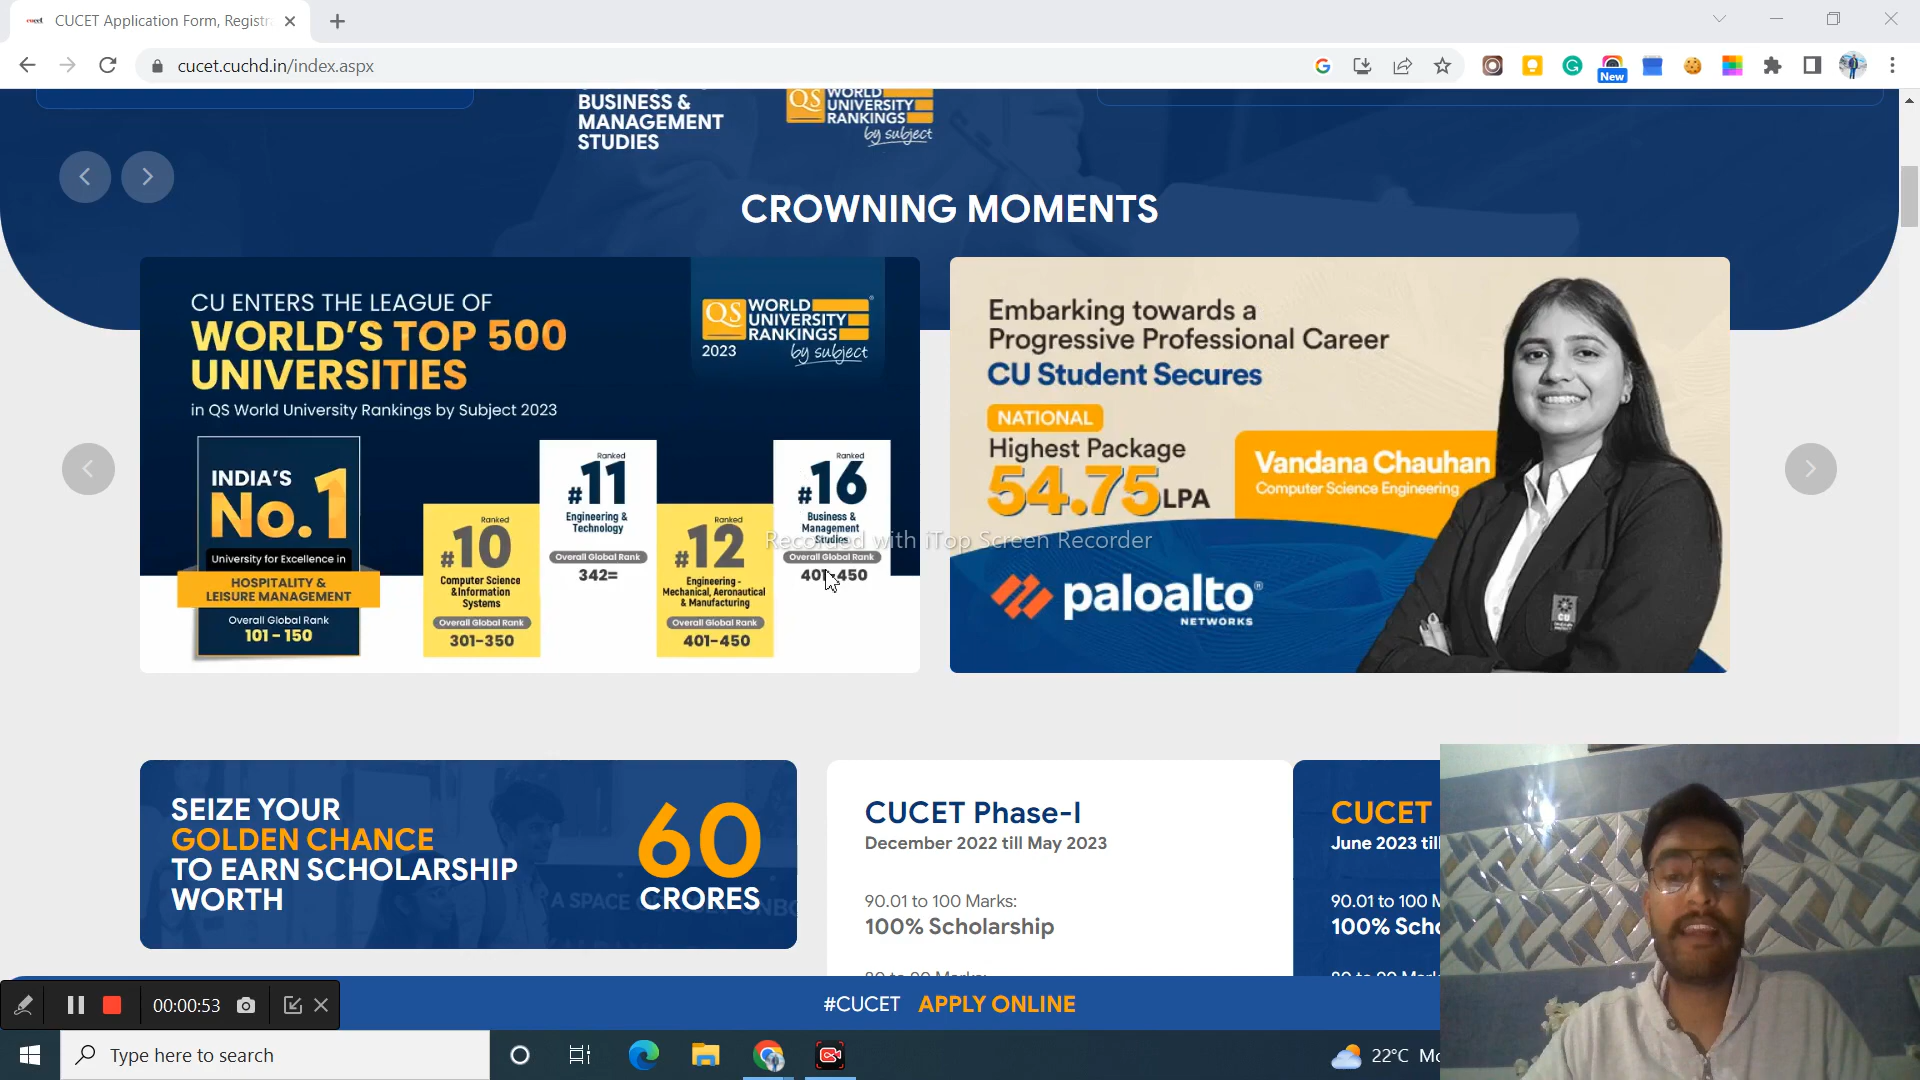 CUCET Application Form, Registr
cucet.cuchd.in/index.aspx
New
BUSINESS &
MANAGEMENT
STUDIES
QS WORLD
UNIVERSITY
RANKINGS
by subject
CROWNING MOMENTS
CU ENTERS THE LEAGUE OF
WORLD'S TOP 500
UNIVERSITIES
in QS World University Rankings by Subject 2023
QS WORLD
UNIVERSITY
RANKINGS
2023
by subject
INDIA'S
No.1
University for Excellence in
HOSPITALITY &
LEISURE MANAGEMENT
Overall Global Rank
101 - 150
Ranked
#10
Computer Science
&Information
Systems
Overall Global Rank
301-350
Ranked
#11
Engineering &
Technology
Overall Global Rank
342=
Ranked
#12
Engineering -
Mechanical, Aeronautical
& Manufacturing
Overall Global Rank
401-450
Ranked
#16
Business &
Management
Studies
Overall Global Rank
401-450
Embarking towards a
Progressive Professional Career
CU Student Secures
NATIONAL
Highest Package
54.75 LPA
Vandana Chauhan
Computer Science Engineering
paloalto®
NETWORKS
CU
Recorded with iTop Screen Recorder
SEIZE YOUR
GOLDEN CHANCE
TO EARN SCHOLARSHIP
WORTH
60
CRORES
CUCET Phase-I
December 2022 till May 2023
90.01 to 100 Marks:
100% Scholarship
CUCET
June 2023 till
90.01 to 100 M
100% Scho
#CUCET APPLY ONLINE
00:00:53
Type here to search
22°C Mo